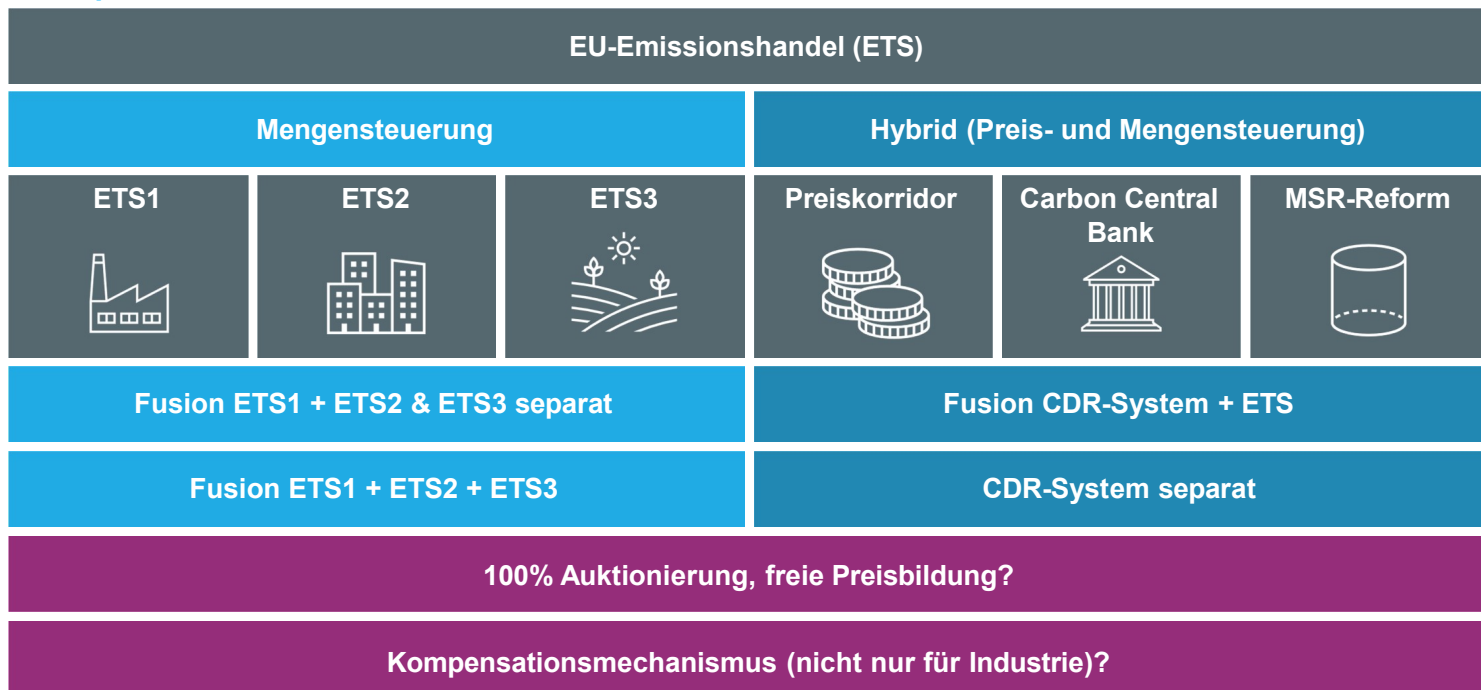 EU-Emissionshandel (ETS)
Mengensteuerung
Hybrid (Preis- und Mengensteuerung)
ETS1
ETS2
ETS3
Preiskorridor
Carbon Central
Bank
MSR-Reform
Fusion ETS1 + ETS2 & ETS3 separat
Fusion CDR-System + ETS
Fusion ETS1 + ETS2 + ETS3
CDR-System separat
100% Auktionierung, freie Preisbildung?
Kompensationsmechanismus (nicht nur für Industrie)?